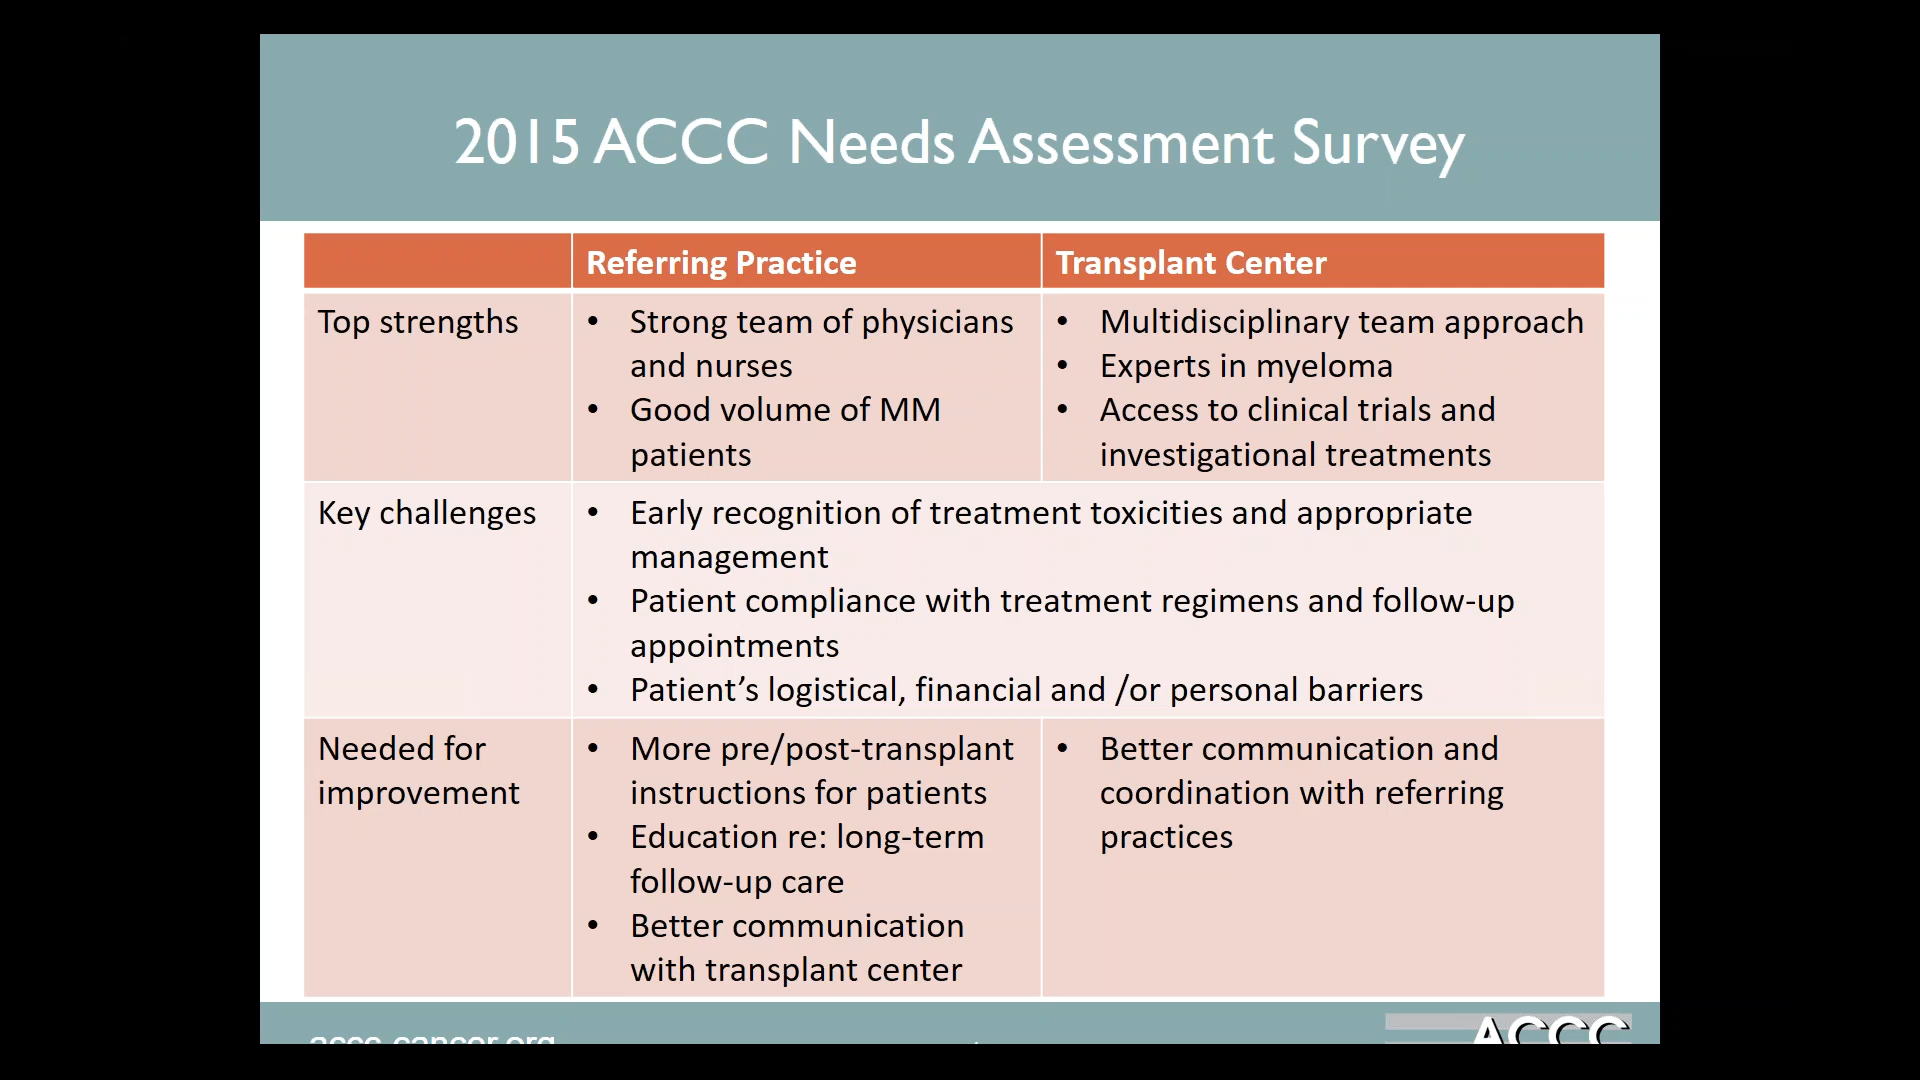 2015 ACCC Needs Assessment Survey
Referring Practice
Transplant Center
Top strengths
• Strong team of physicians
and nurses
• Good volume of MM
patients
• Multidisciplinary team approach
• Experts in myeloma
• Access to clinical trials and
investigational treatments
Key challenges
• Early recognition of treatment toxicities and appropriate
management
• Patient compliance with treatment regimens and follow-up
appointments
• Patient’s logistical, financial and /or personal barriers
Needed for
improvement
• More pre/post-transplant
instructions for patients
• Education re: long-term
follow-up care
• Better communication
with transplant center
• Better communication and
coordination with referring
practices
accc-cancer.org
ACCC